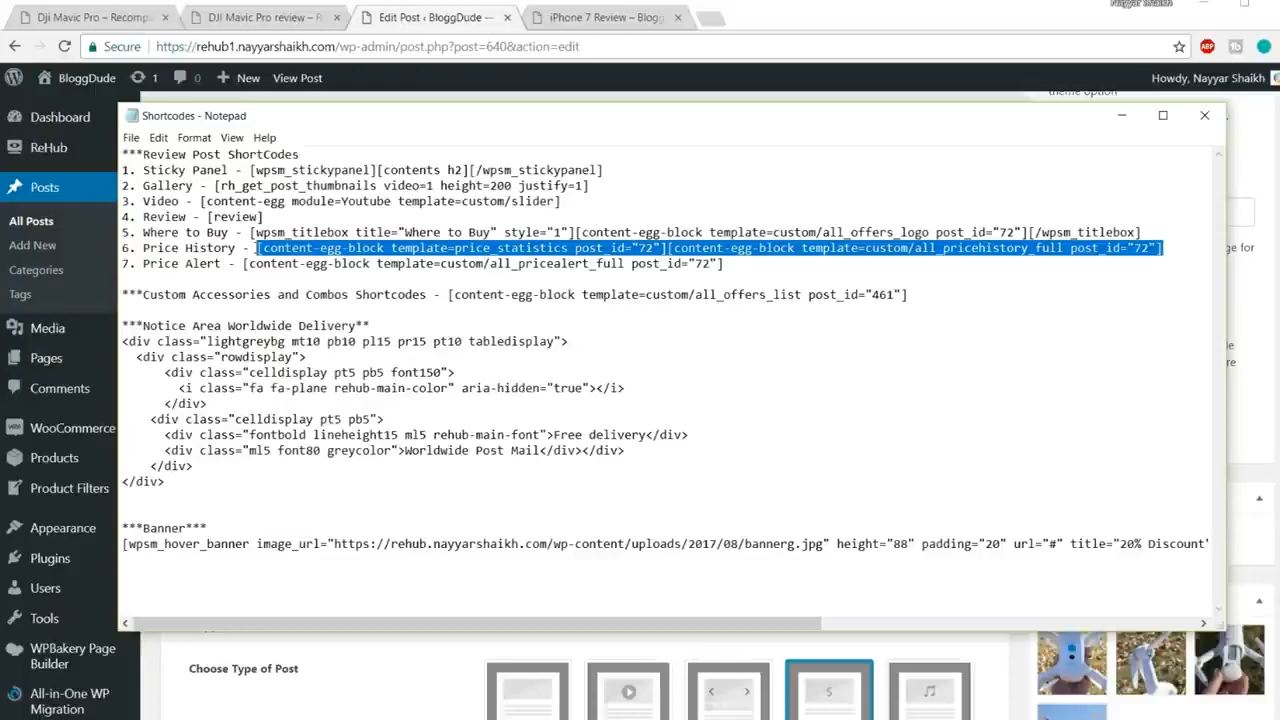 Nayyar Shaikh
Dji Mavic Pro – Recomp
DJI Mavic Pro review – R
Edit Post ‹ BloggDude —
iPhone 7 Review – Blogg
Secure
https://rehub1.nayyarshaikh.com/wp-admin/post.php?post=640&action=edit
ABP
BloggDude
1
0
New
View Post
Howdy, Nayyar Shaikh
theme option
Dashboard
ReHub
Posts
All Posts
Add New
Categories
Tags
Media
Pages
Comments
WooCommerce
Products
Product Filters
Appearance
Plugins
Users
Tools
WPBakery Page
Builder
All-in-One WP
Migration
Shortcodes - Notepad
File Edit Format View Help
***Review Post ShortCodes
1. Sticky Panel - [wpsm_stickypanel][contents h2][/wpsm_stickypanel]
2. Gallery - [rh_get_post_thumbnails video=1 height=200 justify=1]
3. Video - [content-egg module=Youtube template=custom/slider]
4. Review - [review]
5. Where to Buy - [wpsm_titlebox title="Where to Buy" style="1"][content-egg-block template=custom/all_offers_logo post_id="72"][/wpsm_titlebox]
6. Price History - [content-egg-block template=price_statistics post_id="72"][content-egg-block template=custom/all_pricehistory_full post_id="72"]
7. Price Alert - [content-egg-block template=custom/all_pricealert_full post_id="72"]
***Custom Accessories and Combos Shortcodes - [content-egg-block template=custom/all_offers_list post_id="461"]
***Notice Area Worldwide Delivery**
<div class="lightgreybg mt10 pb10 pl15 pr15 pt10 tabledisplay">
<div class="rowdisplay">
<div class="celldisplay pt5 pb5 font150">
<i class="fa fa-plane rehub-main-color" aria-hidden="true"></i>
</div>
<div class="celldisplay pt5 pb5">
<div class="fontbold lineheight15 ml5 rehub-main-font">Free delivery</div>
<div class="ml5 font80 greycolor">Worldwide Post Mail</div></div>
</div>
</div>
***Banner***
[wpsm_hover_banner image_url="https://rehub.nayyarshaikh.com/wp-content/uploads/2017/08/bannerg.jpg" height="88" padding="20" url="#" title="20% Discount"
ge for
de
re
Choose Type of Post